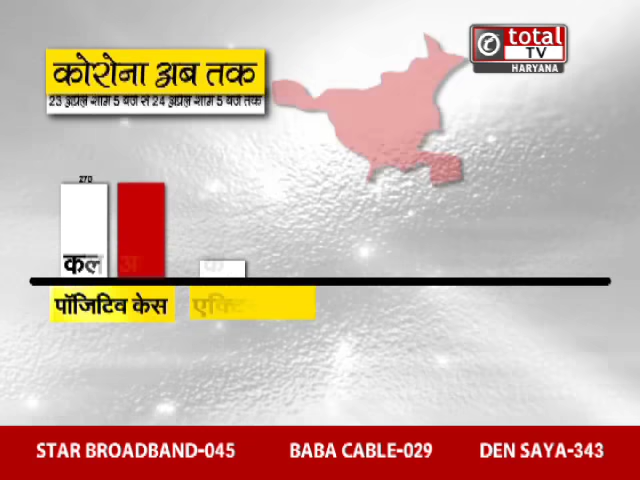 total
TV
HARYANA
कोरोना अब तक
23 अप्रैल शाम 5 बजे से 24 अप्रैल शाम 5 बजे तक
270
कल
पॉजिटिव केस
STAR BROADBAND-045 BABA CABLE-029 DEN SAYA-343